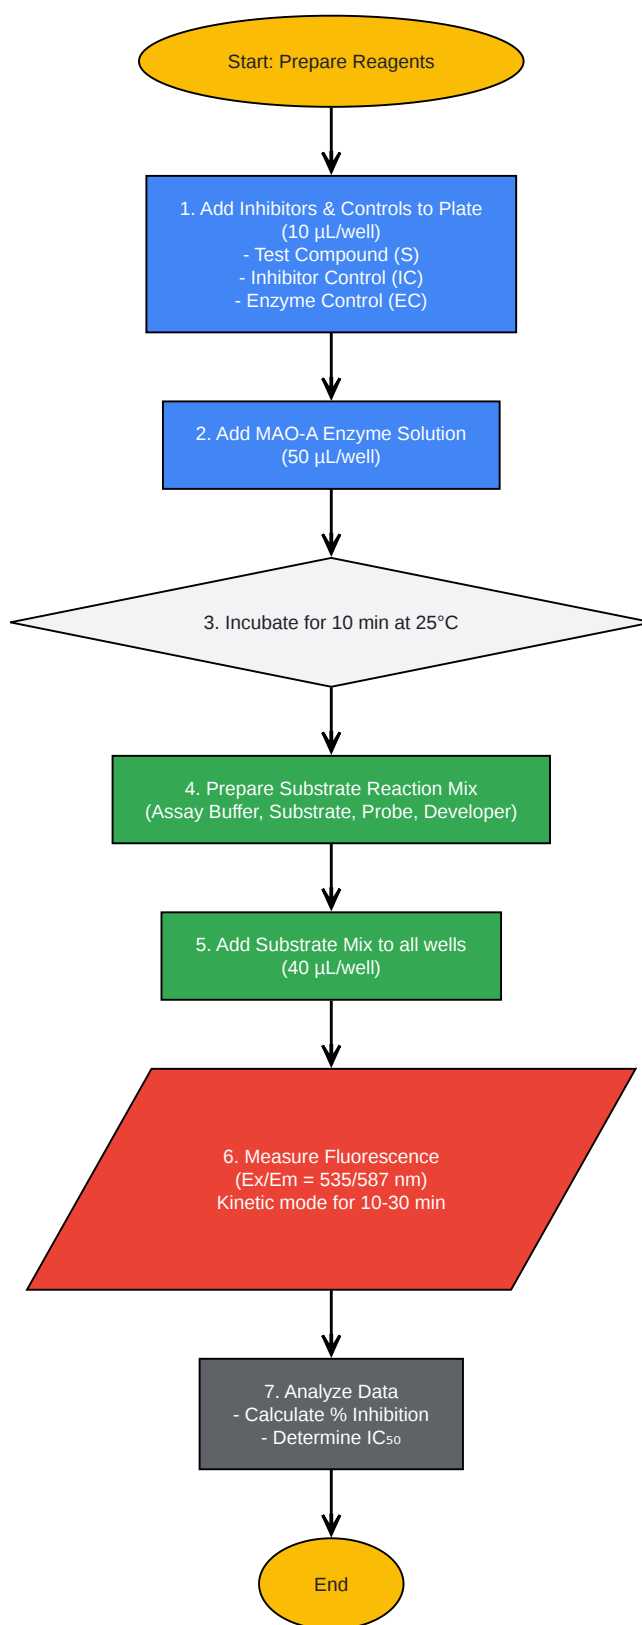 Start: Prepare Reagents
1. Add Inhibitors & Controls to Plate
(10 µL/well)
- Test Compound (S)
- Inhibitor Control (IC)
- Enzyme Control (EC)
2. Add MAO-A Enzyme Solution
(50 µL/well)
3. Incubate for 10 min at 25°C
4. Prepare Substrate Reaction Mix
(Assay Buffer, Substrate, Probe, Developer)
5. Add Substrate Mix to all wells
(40 µL/well)
6. Measure Fluorescence
(Ex/Em = 535/587 nm)
Kinetic mode for 10-30 min
7. Analyze Data
- Calculate % Inhibition
- Determine IC₅₀
End